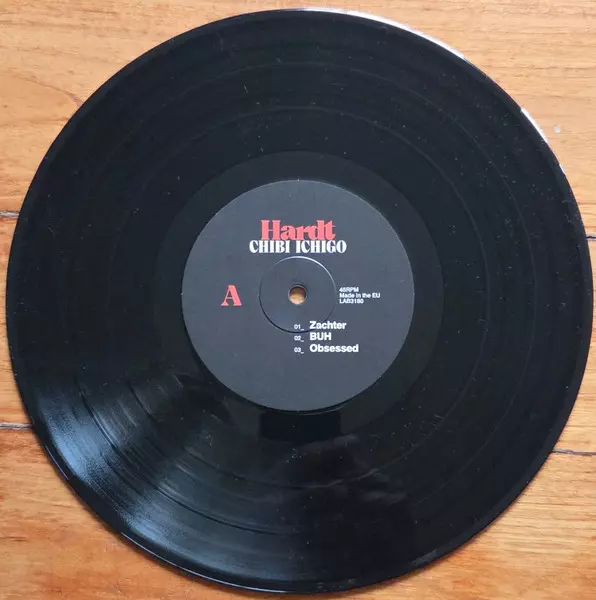 Hardt
CHIBI ICHIGO
A
45RPM
Made in the EU
LAB3180
01_ Zachter
02_ BUH
03_ Obsessed